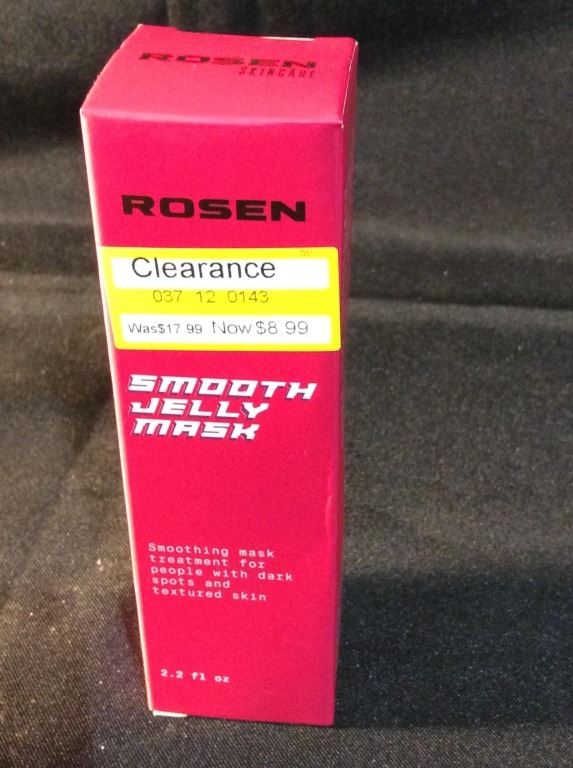 ROSEN
SKINCARE
ROSEN
50
Clearance
037 12 0143
Was$17.99 Now $8.99
SMOOTH
JELLY
MASK
Smoothing mask
treatment for
people with dark
spots and
textured skin
2.2 fl oz